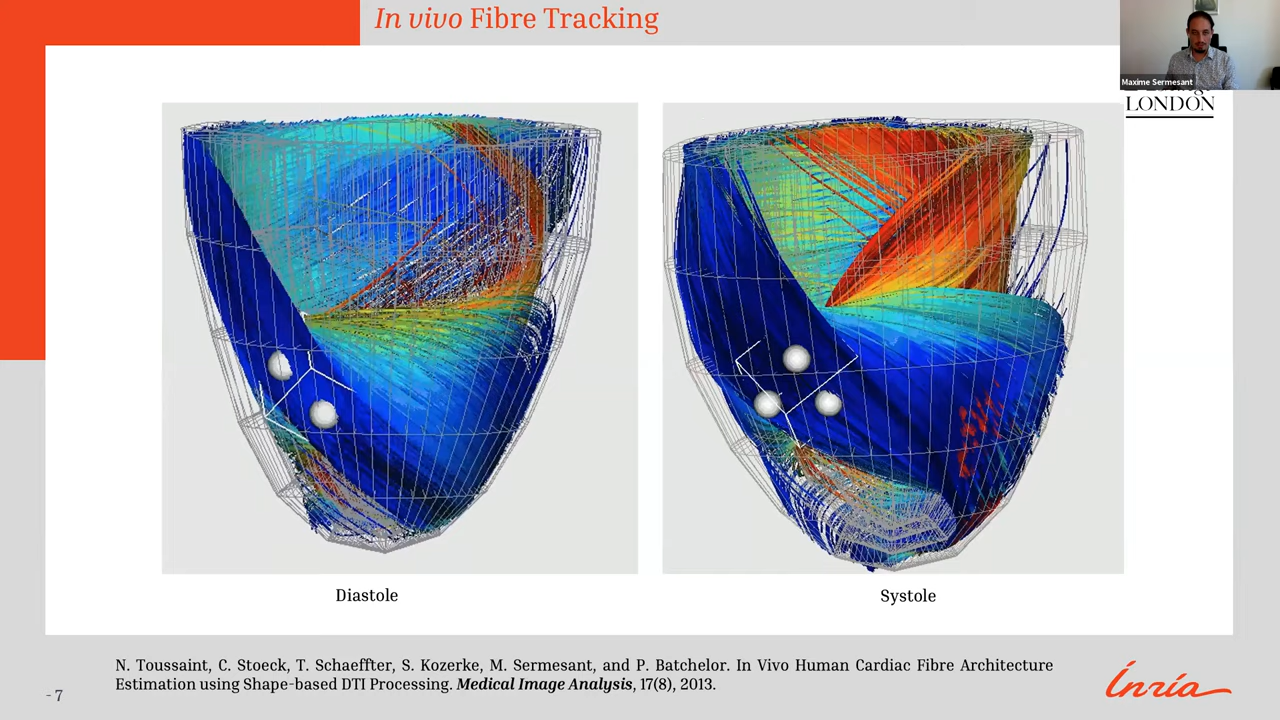 In vivo Fibre Tracking
Maxime Sermesant
LONDON
Diastole
Systole
N. Toussaint, C. Stoeck, T. Schaeffter, S. Kozerke, M. Sermesant, and P. Batchelor. In Vivo Human Cardiac Fibre Architecture
Estimation using Shape-based DTI Processing. Medical Image Analysis, 17(8), 2013.
- 7
Inria